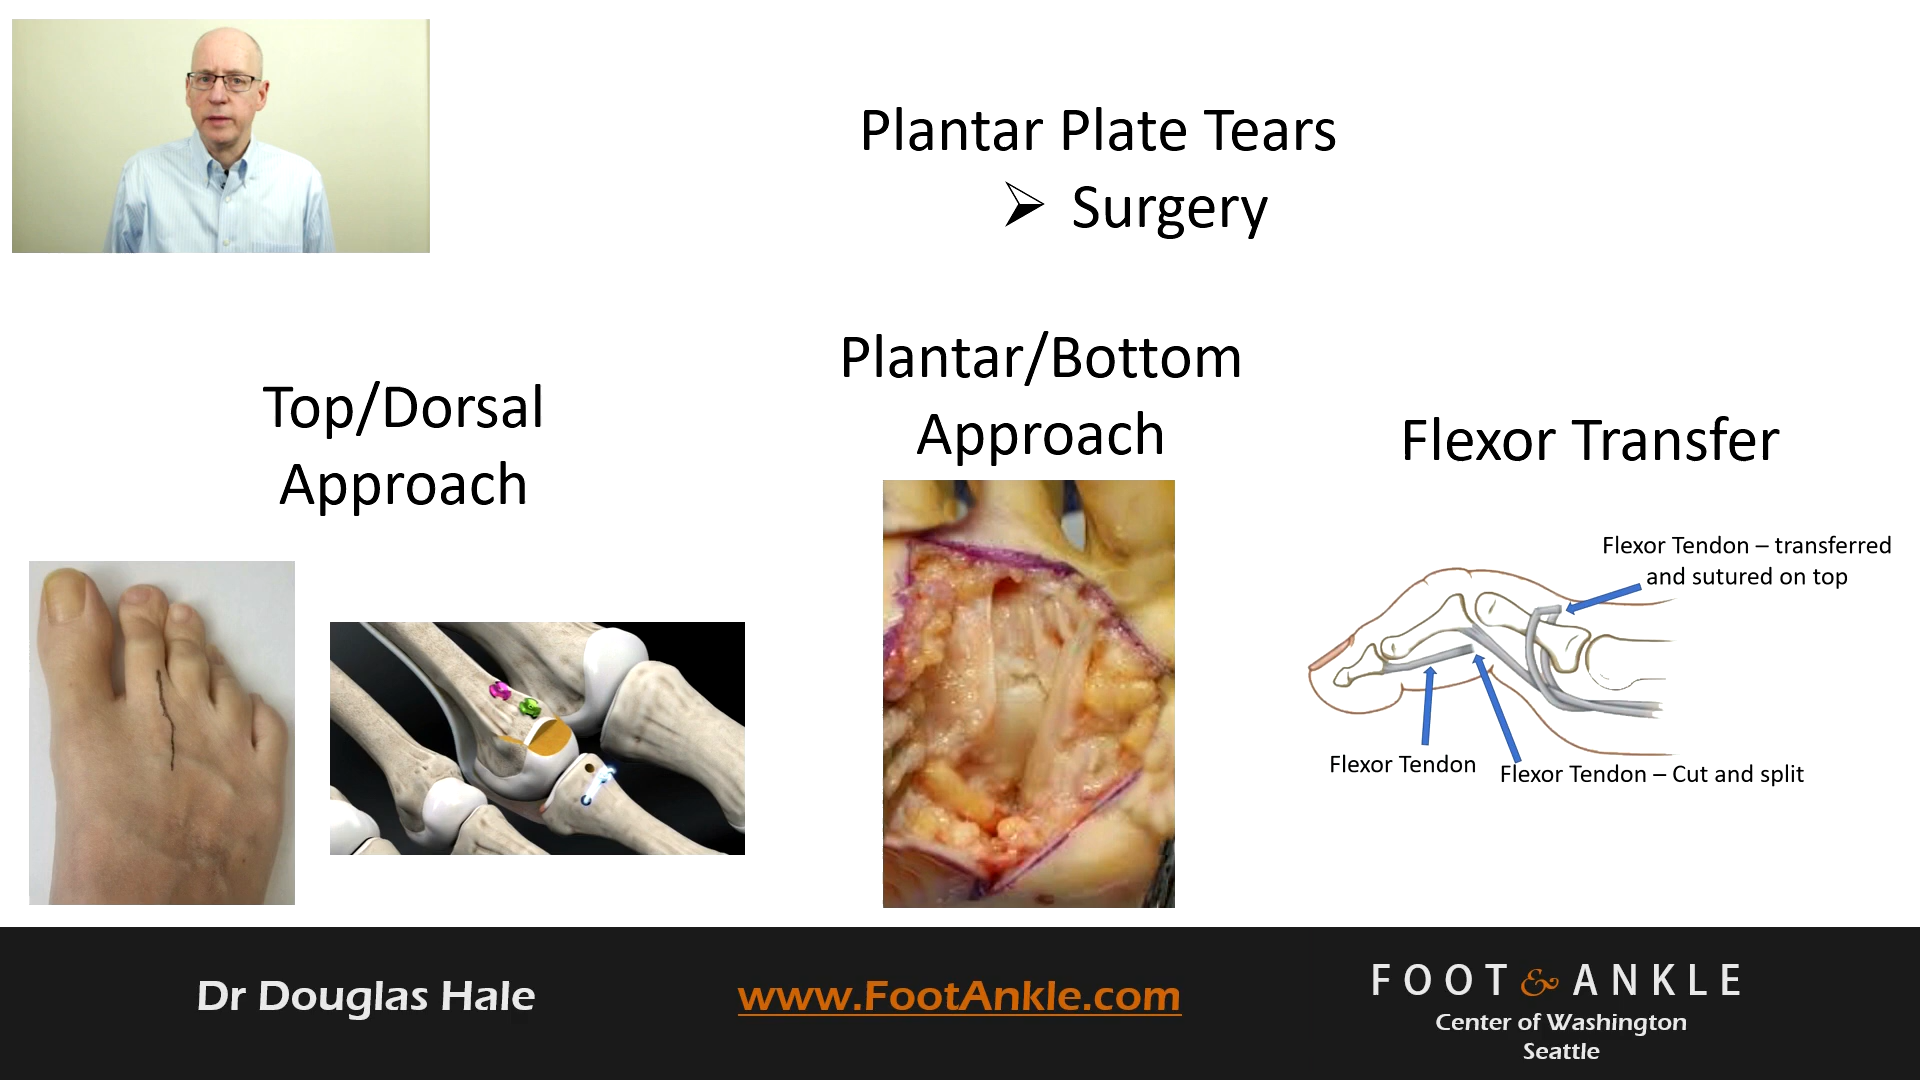 Plantar Plate Tears
➢ Surgery
Top/Dorsal
Approach
Plantar/Bottom
Approach
Flexor Transfer
Flexor Tendon – transferred
and sutured on top
Flexor Tendon
Flexor Tendon – Cut and split
Dr Douglas Hale
www.FootAnkle.com
FOOT & ANKLE
Center of Washington
Seattle